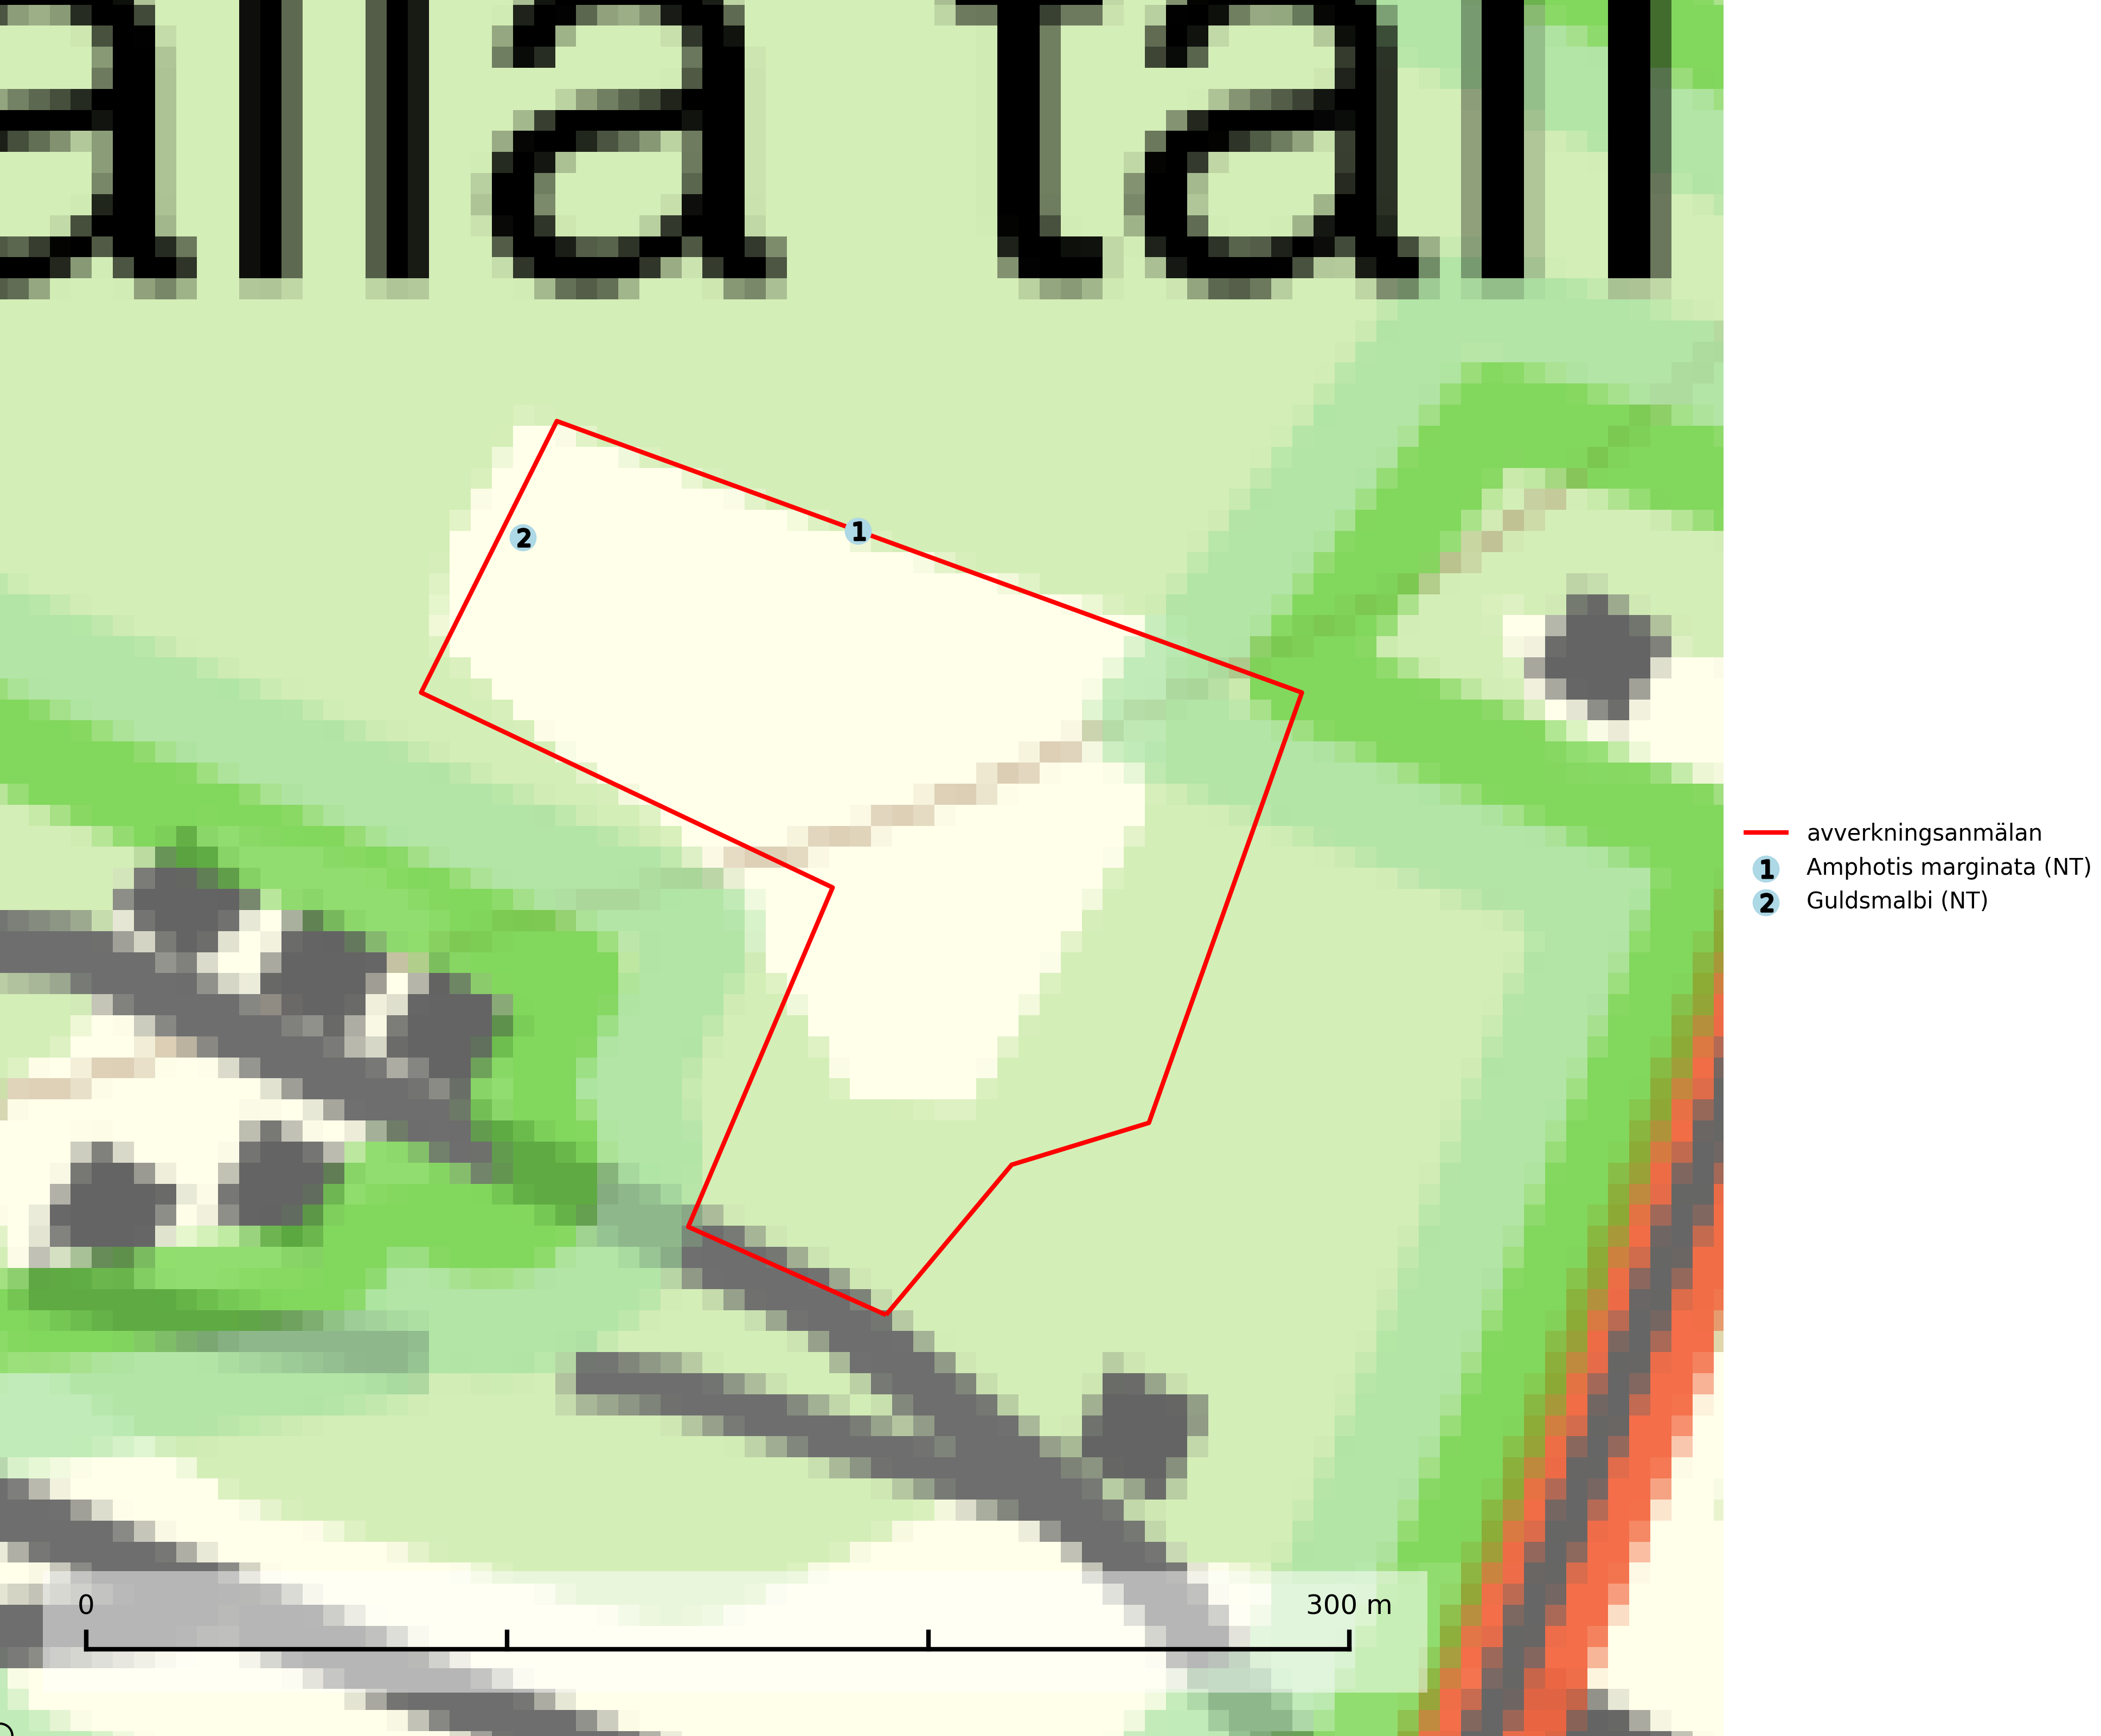 alla tall
2
1
avverkningsanmälan
1 Amphotis marginata (NT)
2 Guldsmalbi (NT)
0 300 m